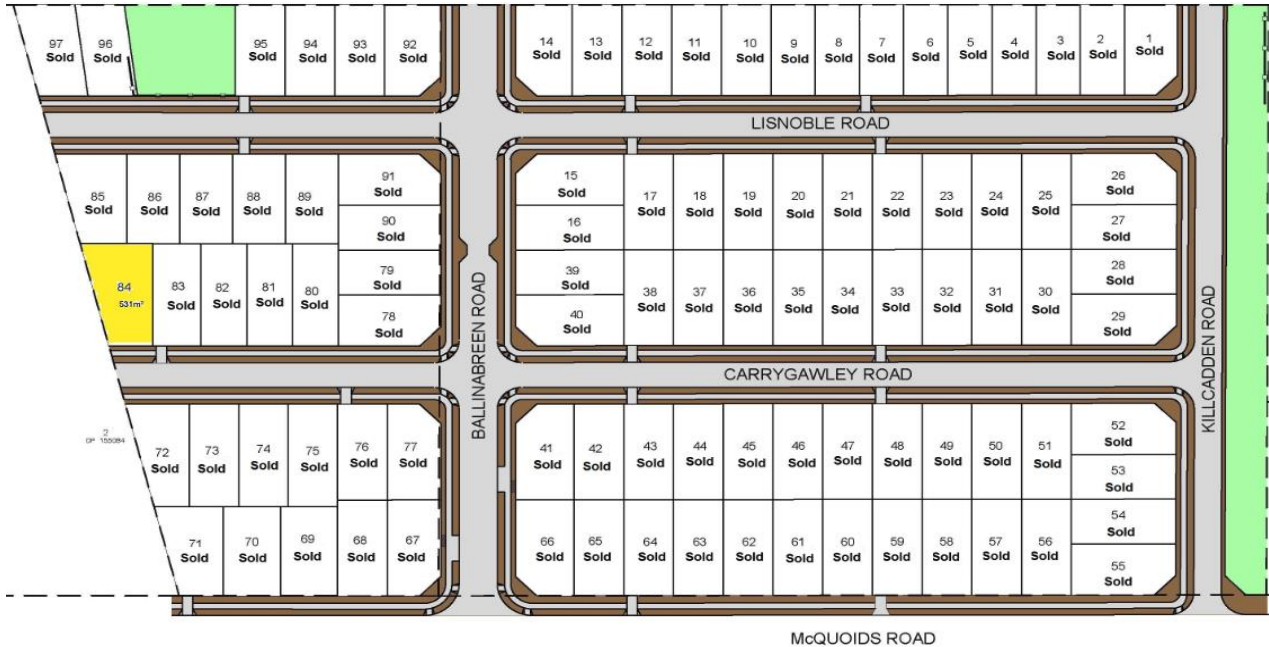 97
Sold
96
Sold
95
Sold
94
Sold
93
Sold
92
Sold
14
Sold
13
Sold
12
Sold
11
Sold
10
Sold
9
Sold
8
Sold
7
Sold
6
Sold
5
Sold
4
Sold
3
Sold
2
Sold
1
Sold
LISNOBLE ROAD
85
Sold
86
Sold
87
Sold
88
Sold
89
Sold
91
Sold
90
Sold
15
Sold
16
Sold
17
Sold
18
Sold
19
Sold
20
Sold
21
Sold
22
Sold
23
Sold
24
Sold
25
Sold
26
Sold
27
Sold
84
531m²
83
Sold
82
Sold
81
Sold
80
Sold
79
Sold
78
Sold
BALLINABREEN ROAD
39
Sold
40
Sold
38
Sold
37
Sold
36
Sold
35
Sold
34
Sold
33
Sold
32
Sold
31
Sold
30
Sold
28
Sold
29
Sold
KILLCADDEN ROAD
CARRYGAWLEY ROAD
2
72
Sold
73
Sold
74
Sold
75
Sold
76
Sold
77
Sold
41
Sold
42
Sold
43
Sold
44
Sold
45
Sold
46
Sold
47
Sold
48
Sold
49
Sold
50
Sold
51
Sold
52
Sold
53
Sold
71
Sold
70
Sold
69
Sold
68
Sold
67
Sold
66
Sold
65
Sold
64
Sold
63
Sold
62
Sold
61
Sold
60
Sold
59
Sold
58
Sold
57
Sold
56
Sold
54
Sold
55
Sold
McQUOIDS ROAD